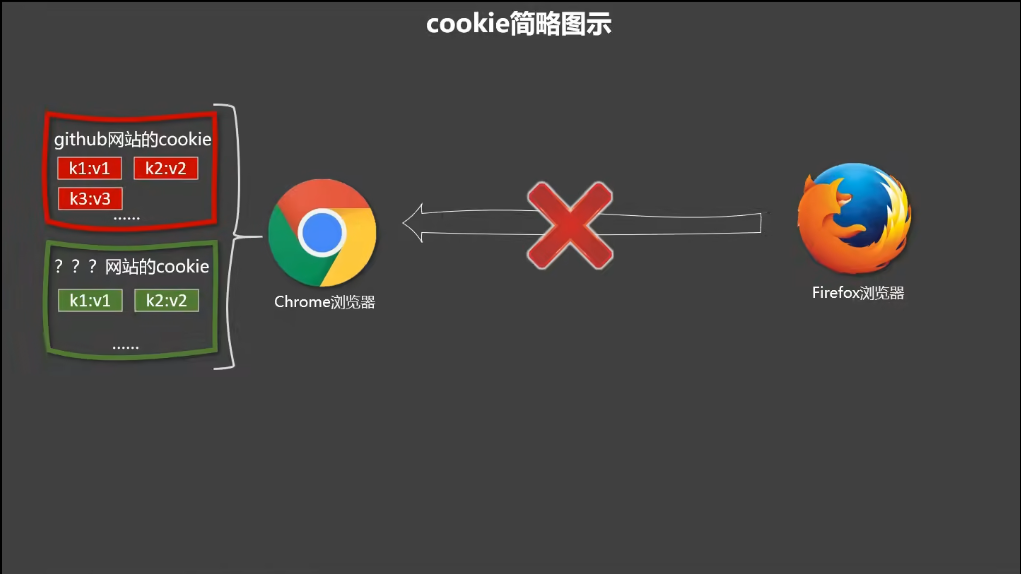 cookie简略图示
github网站的cookie
k1:v1 k2:v2
k3:v3
......
？？？网站的cookie
k1:v1 k2:v2
......
Chrome浏览器
Firefox浏览器